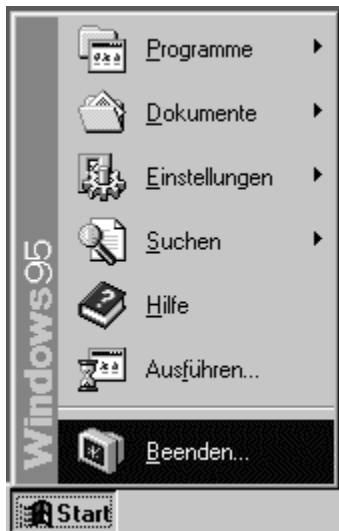 Programme
Dokumente
Einstellungen
Suchen
Hilfe
Ausführen...
Beenden...
Windows95
Start